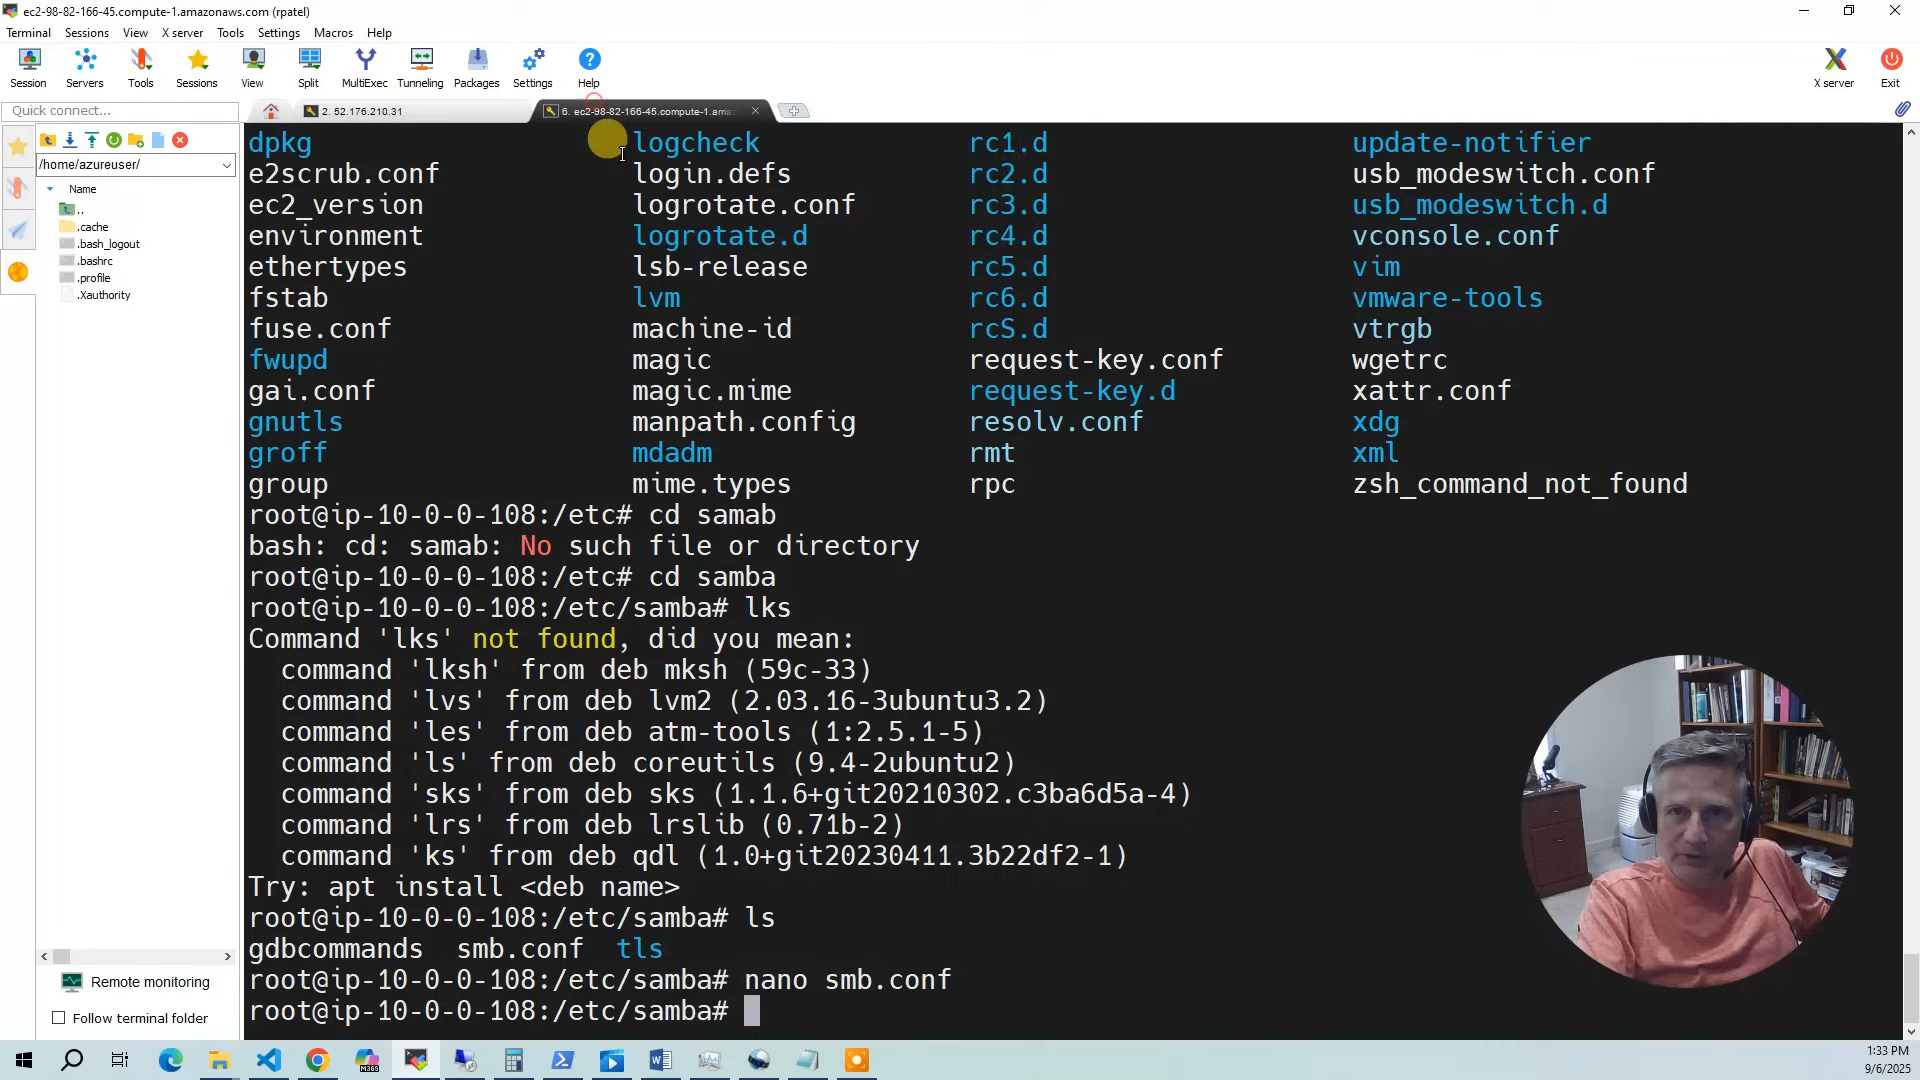 ec2-98-82-166-45.compute-1.amazonaws.com (rpatel)
Terminal Sessions View X server Tools Settings Macros Help
Session Servers Tools Sessions View Split MultiExec Tunneling Packages Settings Help X server Exit
Quick connect...
2. 52.176.210.31
6. ec2-98-82-166-45.compute-1.ama
/home/azureuser/
Name
..
.cache
.bash_logout
.bashrc
.profile
.Xauthority
Remote monitoring
Follow terminal folder
dpkg logcheck rc1.d update-notifier
e2scrub.conf login.defs rc2.d usb_modeswitch.conf
ec2_version logrotate.conf rc3.d usb_modeswitch.d
environment logrotate.d rc4.d vconsole.conf
ethertypes lsb-release rc5.d vim
fstab lvm rc6.d vmware-tools
fuse.conf machine-id rcS.d vtrgb
fwupd magic request-key.conf wgetrc
gai.conf magic.mime request-key.d xattr.conf
gnutls manpath.config resolv.conf xdg
groff mdadm rmt xml
group mime.types rpc zsh_command_not_found
root@ip-10-0-0-108:/etc# cd samab
bash: cd: samab: No such file or directory
root@ip-10-0-0-108:/etc# cd samba
root@ip-10-0-0-108:/etc/samba# lks
Command 'lks' not found, did you mean:
command 'lksh' from deb mksh (59c-33)
command 'lvs' from deb lvm2 (2.03.16-3ubuntu3.2)
command 'les' from deb atm-tools (1:2.5.1-5)
command 'ls' from deb coreutils (9.4-2ubuntu2)
command 'sks' from deb sks (1.1.6+git20210302.c3ba6d5a-4)
command 'lrs' from deb lrslib (0.71b-2)
command 'ks' from deb qdl (1.0+git20230411.3b22df2-1)
Try: apt install <deb name>
root@ip-10-0-0-108:/etc/samba# ls
gdbcommands smb.conf tls
root@ip-10-0-0-108:/etc/samba# nano smb.conf
root@ip-10-0-0-108:/etc/samba#
1:33 PM
9/6/2025